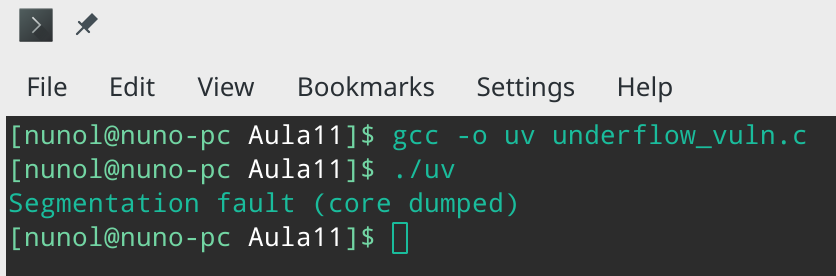 File Edit View Bookmarks Settings Help
[nunol@nuno-pc Aula11]$ gcc -o uv underflow_vuln.c
[nunol@nuno-pc Aula11]$ ./uv
Segmentation fault (core dumped)
[nunol@nuno-pc Aula11]$